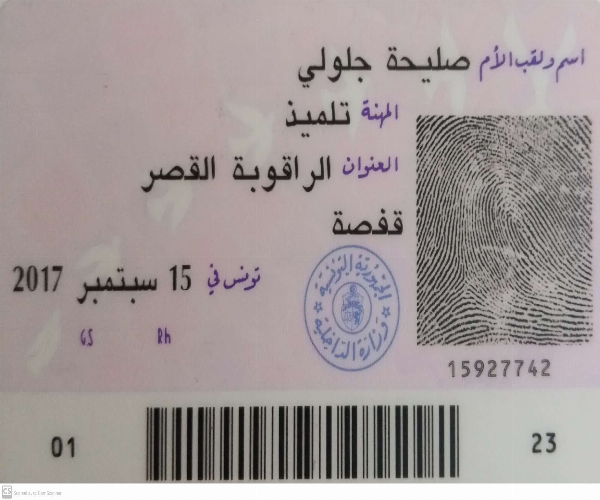 اسم ولقب الأم صليحة جلولي
المهنة تلميذ
العنوان الراقوبة القصر
قفصة
تونس في 15 سبتمبر 2017
GS Rh
الجمهورية التونسية
وزارة الداخلية
15927742
01 23
CS